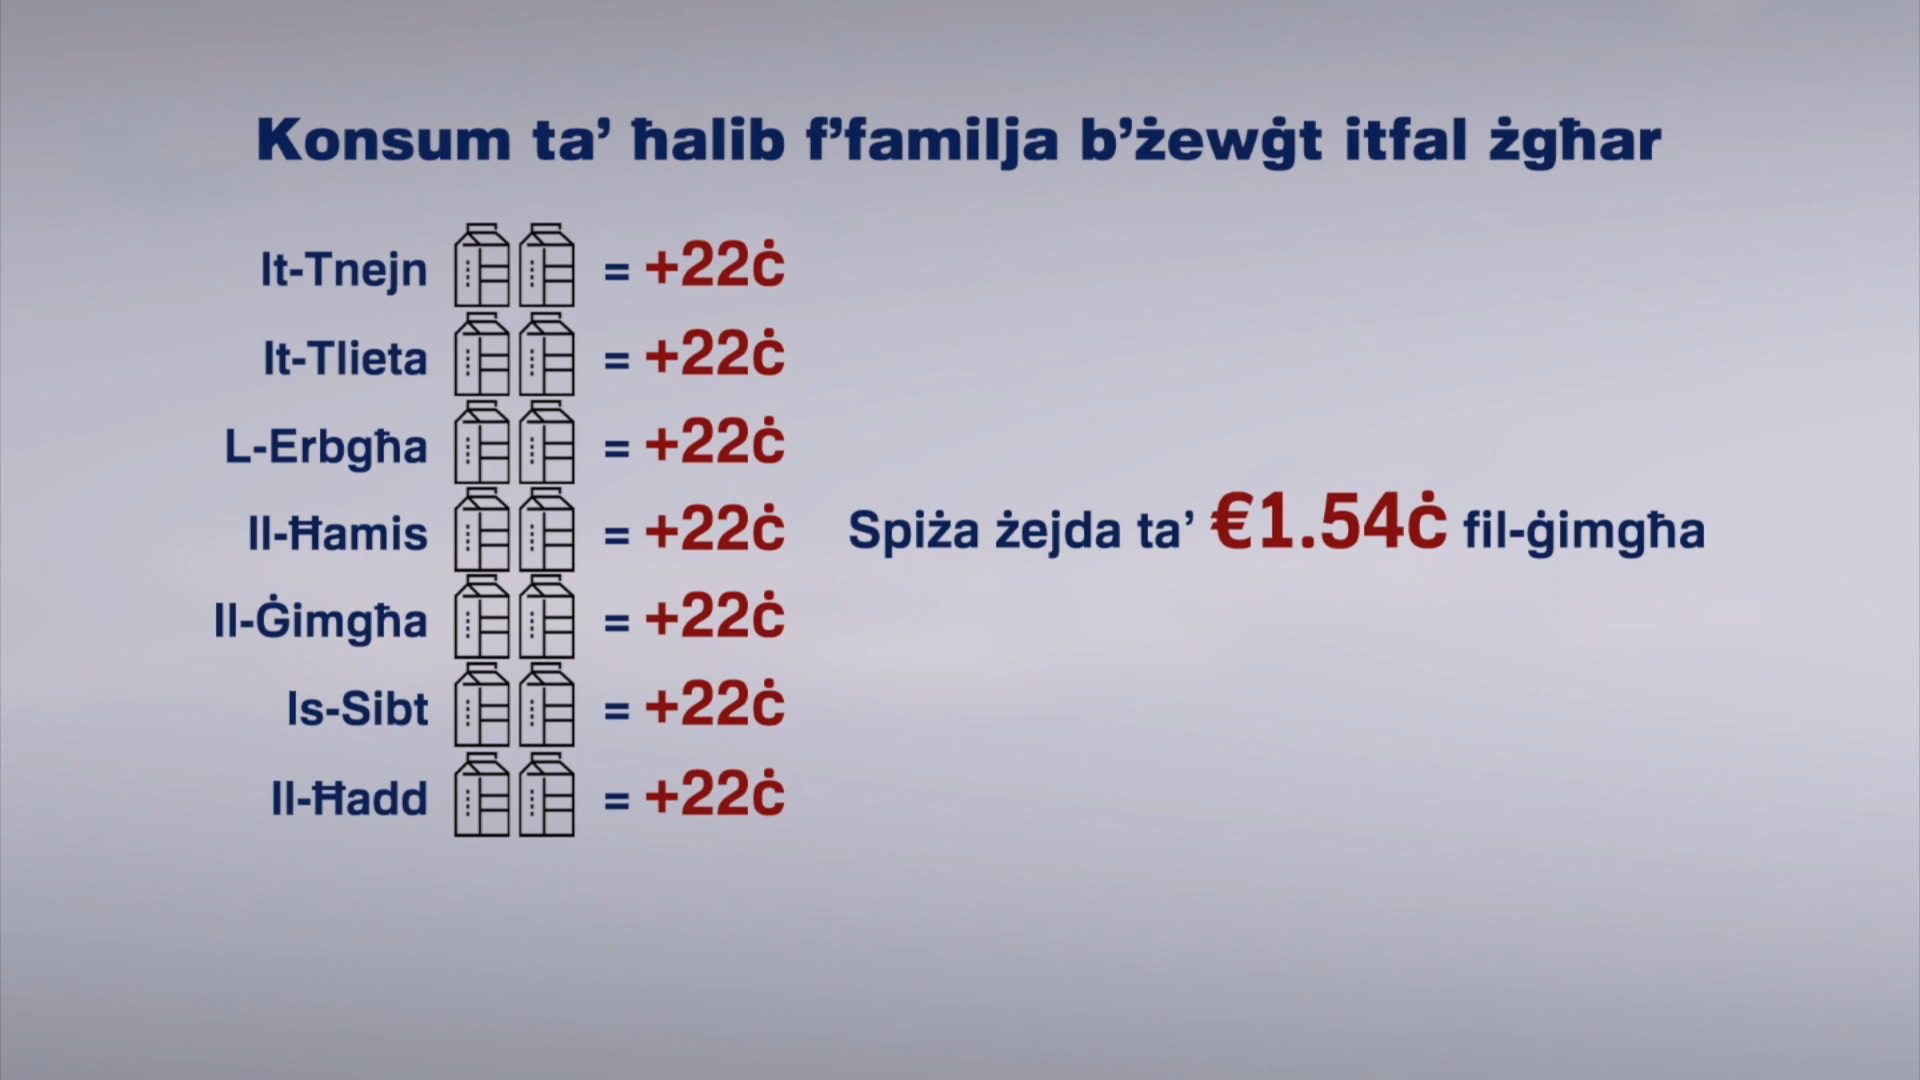 Konsum ta’ ħalib f’familja b’żewġt itfal żgħar
It-Tnejn = +22ċ
It-Tlieta = +22ċ
L-Erbgħa = +22ċ
Il-Ħamis = +22ċ
Spiża żejda ta’ €1.54ċ fil-ġimgħa
Il-Ġimgħa = +22ċ
Is-Sibt = +22ċ
Il-Ħadd = +22ċ